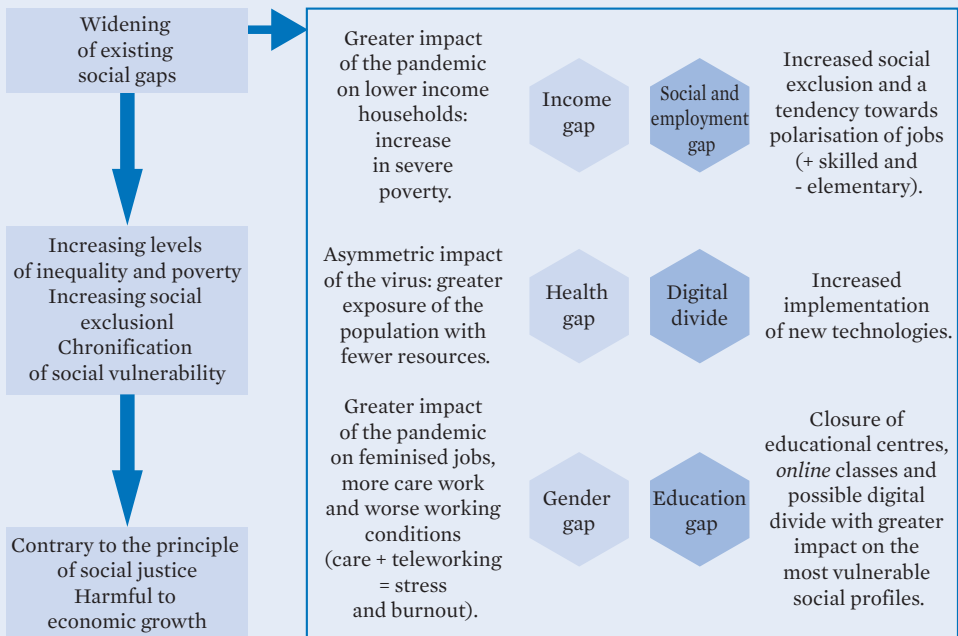 Widening
of existing
social gaps
Increasing levels
of inequality and poverty
Increasing social
exclusionl
Chronification
of social vulnerability
Contrary to the principle
of social justice
Harmful to
economic growth
Greater impact
of the pandemic
on lower income
households:
increase
in severe
poverty.
Income
gap
Social and
employment
gap
Increased social
exclusion and a
tendency towards
polarisation of jobs
(+ skilled and
- elementary).
Asymmetric impact
of the virus: greater
exposure of the
population with
fewer resources.
Health
gap
Digital
divide
Increased
implementation
of new technologies.
Greater impact
of the pandemic
on feminised jobs,
more care work
and worse working
conditions
(care + teleworking
= stress
and burnout).
Gender
gap
Education
gap
Closure of
educational centres,
online classes and
possible digital
divide with greater
impact on the
most vulnerable
social profiles.